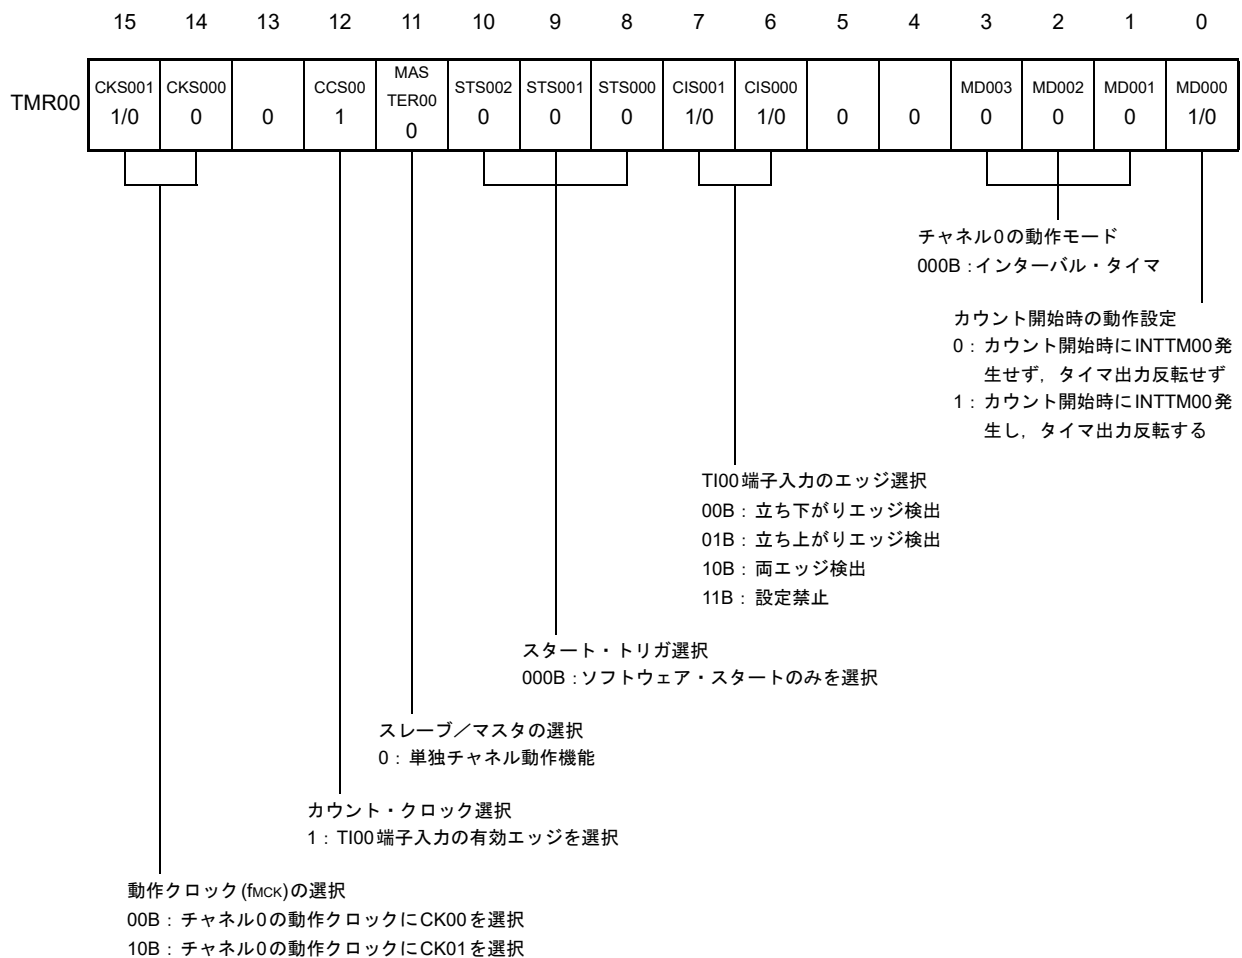 15 14 13 12 11 10 9 8 7 6 5 4 3 2 1 0
TMR00
CKS001 1/0
CKS000 0
0
CCS00 1
MAS
TER00
0
STS002 0
STS001 0
STS000 0
CIS001 1/0
CIS000 1/0
0
0
MD003 0
MD002 0
MD001 0
MD000 1/0
チャネル0の動作モード
000B：インターバル・タイマ
カウント開始時の動作設定
0：カウント開始時にINTTM00発
生せず，タイマ出力反転せず
1：カウント開始時にINTTM00発
生し，タイマ出力反転する
TI00端子入力のエッジ選択
00B：立ち下がりエッジ検出
01B：立ち上がりエッジ検出
10B：両エッジ検出
11B：設定禁止
スタート・トリガ選択
000B：ソフトウェア・スタートのみを選択
スレーブ／マスタの選択
0：単独チャネル動作機能
カウント・クロック選択
1：TI00端子入力の有効エッジを選択
動作クロック(fMCK)の選択
00B：チャネル0の動作クロックにCK00を選択
10B：チャネル0の動作クロックにCK01を選択